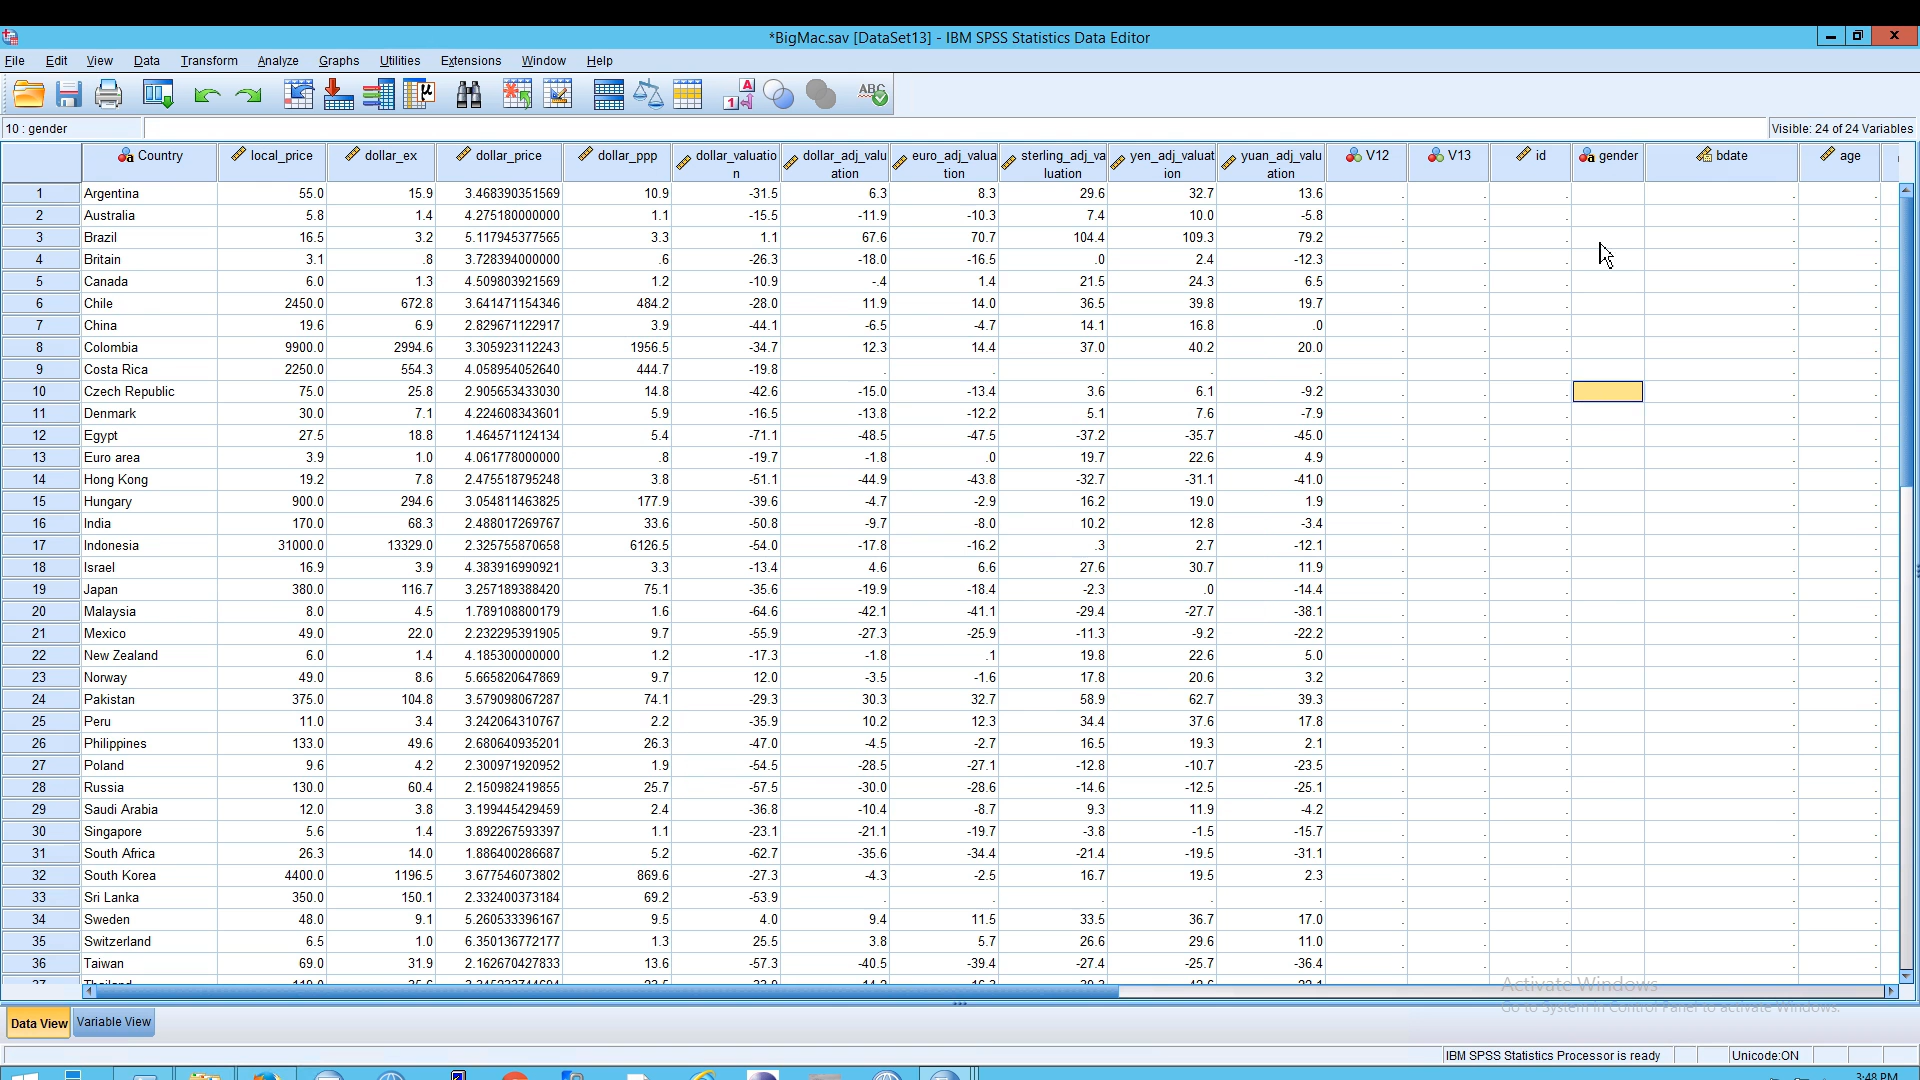 *BigMac.sav [DataSet13] - IBM SPSS Statistics Data Editor
File Edit View Data Transform Analyze Graphs Utilities Extensions Window Help
10 : gender Visible: 24 of 24 Variables
Country local_price dollar_ex dollar_price dollar_ppp dollar_valuatio dollar_adj_valu euro_adj_valua sterling_adj_va yen_adj_valuat yuan_adj_valu V12 V13 id gender bdate age
n ation tion luation ion ation
1 Argentina 55.0 15.9 3.468390351569 10.9 -31.5 6.3 8.3 29.6 32.7 13.6
2 Australia 5.8 1.4 4.275180000000 1.1 -15.5 -11.9 -10.3 7.4 10.0 -5.8
3 Brazil 16.5 3.2 5.117945377565 3.3 1.1 67.6 70.7 104.4 109.3 79.2
4 Britain 3.1 .8 3.728394000000 .6 -26.3 -18.0 -16.5 .0 2.4 -12.3
5 Canada 6.0 1.3 4.509803921569 1.2 -10.9 -.4 1.4 21.5 24.3 6.5
6 Chile 2450.0 672.8 3.641471154346 484.2 -28.0 11.9 14.0 36.5 39.8 19.7
7 China 19.6 6.9 2.829671122917 3.9 -44.1 -6.5 -4.7 14.1 16.8 .0
8 Colombia 9900.0 2994.6 3.305923112243 1956.5 -34.7 12.3 14.4 37.0 40.2 20.0
9 Costa Rica 2250.0 554.3 4.058954052640 444.7 -19.8 . . . . .
10 Czech Republic 75.0 25.8 2.905653433030 14.8 -42.6 -15.0 -13.4 3.6 6.1 -9.2
11 Denmark 30.0 7.1 4.224608343601 5.9 -16.5 -13.8 -12.2 5.1 7.6 -7.9
12 Egypt 27.5 18.8 1.464571124134 5.4 -71.1 -48.5 -47.5 -37.2 -35.7 -45.0
13 Euro area 3.9 1.0 4.061778000000 .8 -19.7 -1.8 .0 19.7 22.6 4.9
14 Hong Kong 19.2 7.8 2.475518795248 3.8 -51.1 -44.9 -43.8 -32.7 -31.1 -41.0
15 Hungary 900.0 294.6 3.054811463825 177.9 -39.6 -4.7 -2.9 16.2 19.0 1.9
16 India 170.0 68.3 2.488017269767 33.6 -50.8 -9.7 -8.0 10.2 12.8 -3.4
17 Indonesia 31000.0 13329.0 2.325755870658 6126.5 -54.0 -17.8 -16.2 .3 2.7 -12.1
18 Israel 16.9 3.9 4.383916990921 3.3 -13.4 4.6 6.6 27.6 30.7 11.9
19 Japan 380.0 116.7 3.257189388420 75.1 -35.6 -19.9 -18.4 -2.3 .0 -14.4
20 Malaysia 8.0 4.5 1.789108800179 1.6 -64.6 -42.1 -41.1 -29.4 -27.7 -38.1
21 Mexico 49.0 22.0 2.232295391905 9.7 -55.9 -27.3 -25.9 -11.3 -9.2 -22.2
22 New Zealand 6.0 1.4 4.185300000000 1.2 -17.3 -1.8 .1 19.8 22.6 5.0
23 Norway 49.0 8.6 5.665820647869 9.7 12.0 -3.5 -1.6 17.8 20.6 3.2
24 Pakistan 375.0 104.8 3.579098067287 74.1 -29.3 30.3 32.7 58.9 62.7 39.3
25 Peru 11.0 3.4 3.242064310767 2.2 -35.9 10.2 12.3 34.4 37.6 17.8
26 Philippines 133.0 49.6 2.680640935201 26.3 -47.0 -4.5 -2.7 16.5 19.3 2.1
27 Poland 9.6 4.2 2.300971920952 1.9 -54.5 -28.5 -27.1 -12.8 -10.7 -23.5
28 Russia 130.0 60.4 2.150982419855 25.7 -57.5 -30.0 -28.6 -14.6 -12.5 -25.1
29 Saudi Arabia 12.0 3.8 3.199445429459 2.4 -36.8 -10.4 -8.7 9.3 11.9 -4.2
30 Singapore 5.6 1.4 3.892267593397 1.1 -23.1 -21.1 -19.7 -3.8 -1.5 -15.7
31 South Africa 26.3 14.0 1.886400286687 5.2 -62.7 -35.6 -34.4 -21.4 -19.5 -31.1
32 South Korea 4400.0 1196.5 3.677546073802 869.6 -27.3 -4.3 -2.5 16.7 19.5 2.3
33 Sri Lanka 350.0 150.1 2.332400373184 69.2 -53.9 . . . . .
34 Sweden 48.0 9.1 5.260533396167 9.5 4.0 9.4 11.5 33.5 36.7 17.0
35 Switzerland 6.5 1.0 6.350136772177 1.3 25.5 3.8 5.7 26.6 29.6 11.0
36 Taiwan 69.0 31.9 2.162670427833 13.6 -57.3 -40.5 -39.4 -27.4 -25.7 -36.4
Activate Windows
Go to System in Control Panel to activate Windows.
Data View Variable View
IBM SPSS Statistics Processor is ready Unicode:ON
3:48 PM